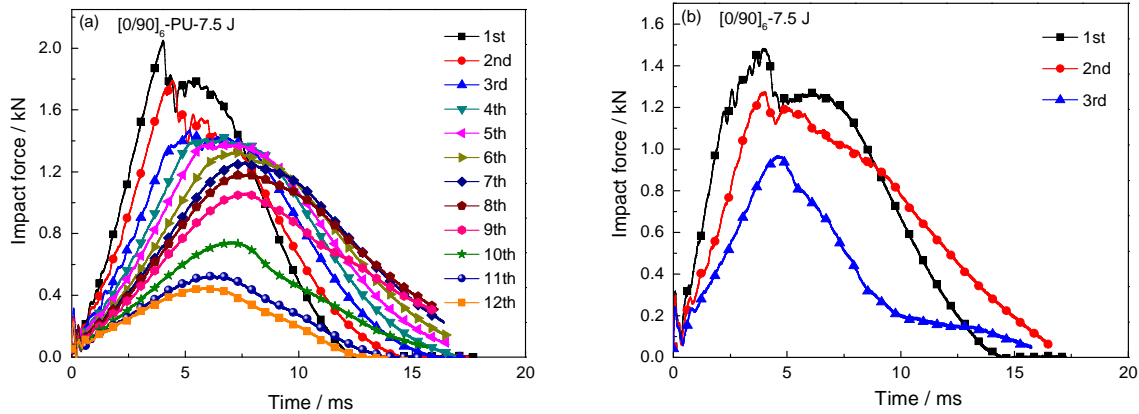 (a) [0/90]6-PU-7.5 J
Impact force / kN
2.0
1.6
1.2
0.8
0.4
0.0
0
5
10
15
20
Time / ms
1st
2nd
3rd
4th
5th
6th
7th
8th
9th
10th
11th
12th
(b) [0/90]6-7.5 J
Impact force / kN
1.6
1.4
1.2
1.0
0.8
0.6
0.4
0.2
0.0
0
5
10
15
20
Time / ms
1st
2nd
3rd